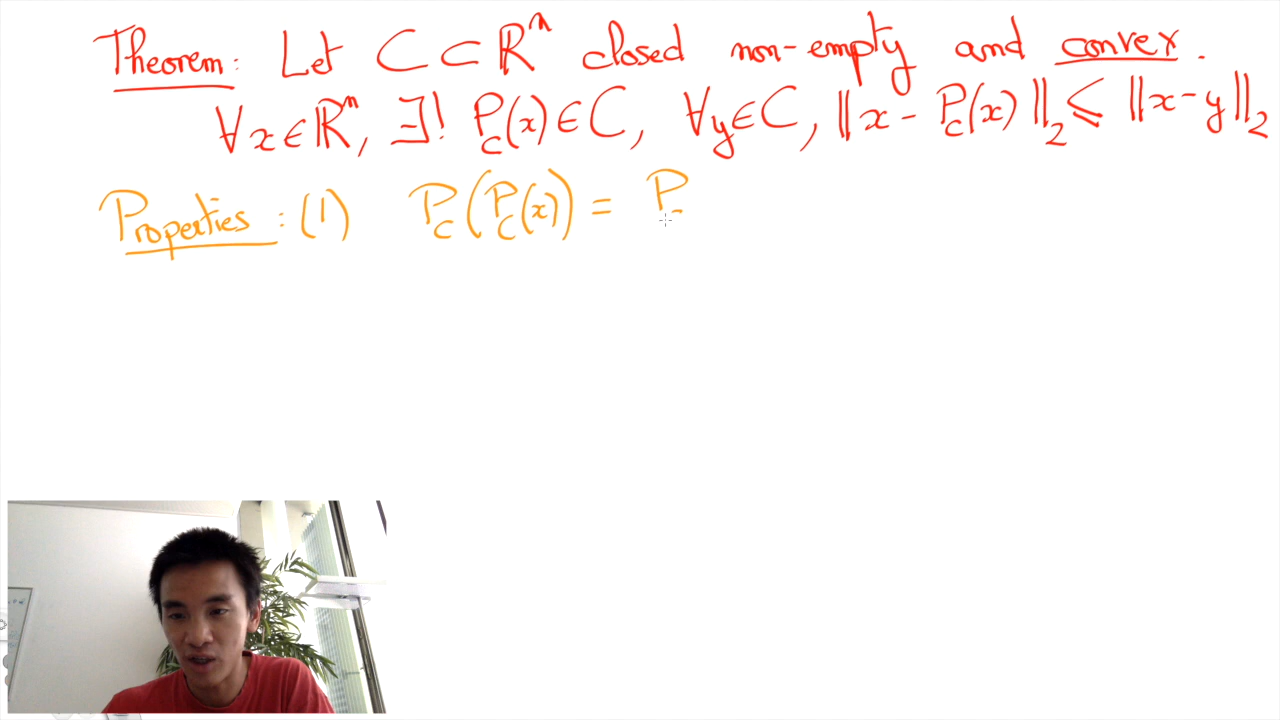 Theorem: Let C ⊂ ℝⁿ closed non-empty and convex.
∀x∈ℝⁿ, ∃! P_C(x)∈C, ∀y∈C, ‖x-P_C(x)‖₂ ≤ ‖x-y‖₂
Properties: (1) P_C(P_C(x)) = P